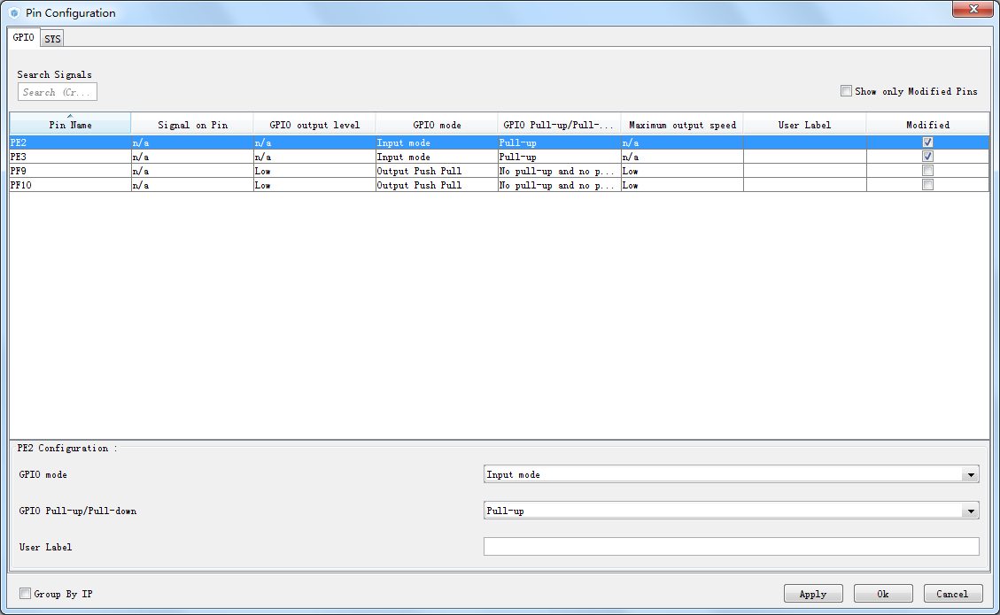 Pin Configuration
GPIO SYS
Search Signals
Search (Cr...
Show only Modified Pins
Pin Name Signal on Pin GPIO output level GPIO mode GPIO Pull-up/Pull-... Maximum output speed User Label Modified
PE2 n/a n/a Input mode Pull-up n/a
PE3 n/a n/a Input mode Pull-up n/a
PF9 n/a Low Output Push Pull No pull-up and no p... Low
PF10 n/a Low Output Push Pull No pull-up and no p... Low
PE2 Configuration :
GPIO mode Input mode
GPIO Pull-up/Pull-down Pull-up
User Label
Group By IP Apply Ok Cancel